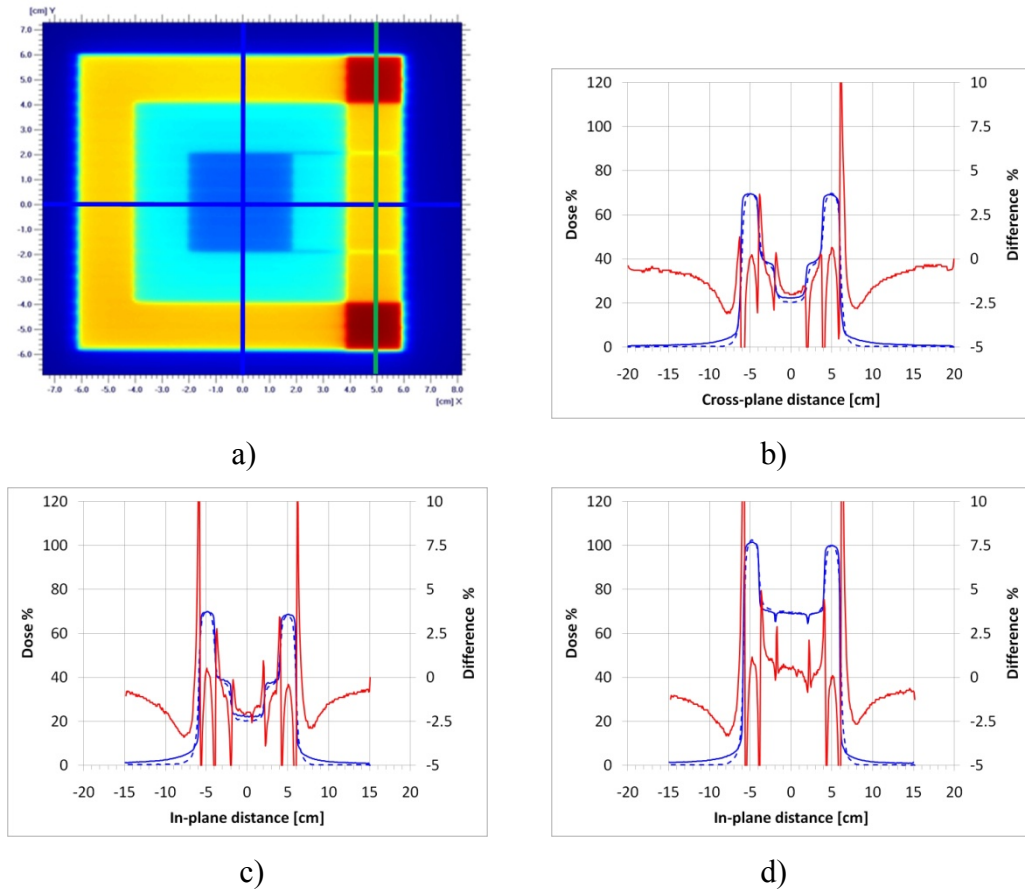 [cm] Y
7.0
6.0
5.0
4.0
3.0
2.0
1.0
0.0
-1.0
-2.0
-3.0
-4.0
-5.0
-6.0
-7.0 -6.0 -5.0 -4.0 -3.0 -2.0 -1.0 0.0 1.0 2.0 3.0 4.0 5.0 6.0 7.0 8.0
[cm] X
a)
120 10
100 7.5
80 5
60 2.5
40 0
20 -2.5
0 -5
Dose %
Difference %
-20 -15 -10 -5 0 5 10 15 20
Cross-plane distance [cm]
b)
120 10
100 7.5
80 5
60 2.5
40 0
20 -2.5
0 -5
Dose %
Difference %
-20 -15 -10 -5 0 5 10 15 20
In-plane distance [cm]
c)
120 10
100 7.5
80 5
60 2.5
40 0
20 -2.5
0 -5
Dose %
Difference %
-20 -15 -10 -5 0 5 10 15 20
In-plane distance [cm]
d)